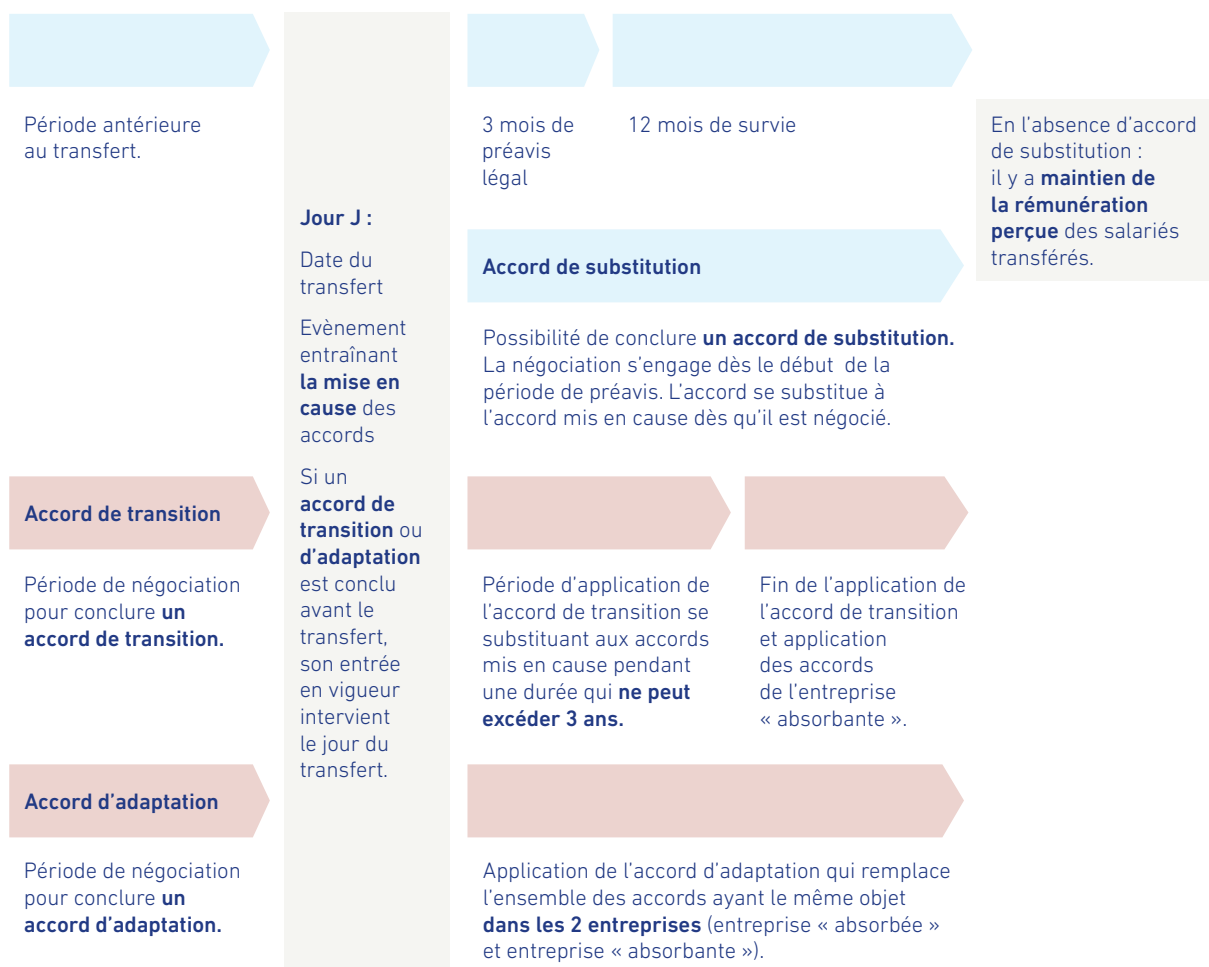 Période antérieure
au transfert.
3 mois de
préavis
légal
12 mois de survie
En l’absence d’accord
de substitution :
il y a maintien de
la rémunération
perçue des salariés
transférés.
Jour J :
Date du
transfert
Evènement
entraînant
la mise en
cause des
accords
Si un
accord de
transition ou
d’adaptation
est conclu
avant le
transfert,
son entrée
en vigueur
intervient
le jour du
transfert.
Accord de substitution
Possibilité de conclure un accord de substitution.
La négociation s’engage dès le début de la
période de préavis. L’accord se substitue à
l’accord mis en cause dès qu’il est négocié.
Accord de transition
Période de négociation
pour conclure un
accord de transition.
Période d’application de
l’accord de transition se
substituant aux accords
mis en cause pendant
une durée qui ne peut
excéder 3 ans.
Fin de l’application de
l’accord de transition
et application
des accords
de l’entreprise
« absorbante ».
Accord d’adaptation
Période de négociation
pour conclure un
accord d’adaptation.
Application de l’accord d’adaptation qui remplace
l’ensemble des accords ayant le même objet
dans les 2 entreprises (entreprise « absorbée »
et entreprise « absorbante »).